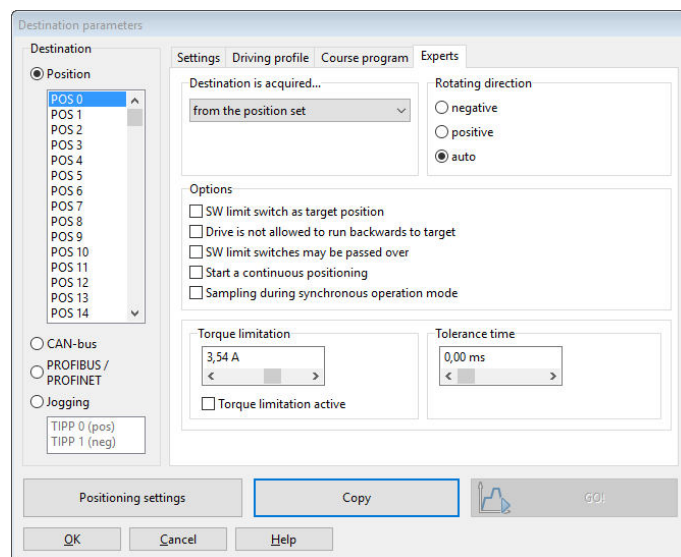 Destination parameters
Destination
Position
POS 0
POS 1
POS 2
POS 3
POS 4
POS 5
POS 6
POS 7
POS 8
POS 9
POS 10
POS 11
POS 12
POS 13
POS 14
CAN-bus
PROFIBUS /
PROFINET
Jogging
TIPP 0 (pos)
TIPP 1 (neg)
Settings Driving profile Course program Experts
Destination is acquired...
from the position set
Rotating direction
negative
positive
auto
Options
SW limit switch as target position
Drive is not allowed to run backwards to target
SW limit switches may be passed over
Start a continuous positioning
Sampling during synchronous operation mode
Torque limitation
3,54 A
Torque limitation active
Tolerance time
0,00 ms
Positioning settings
Copy
GO!
OK
Cancel
Help